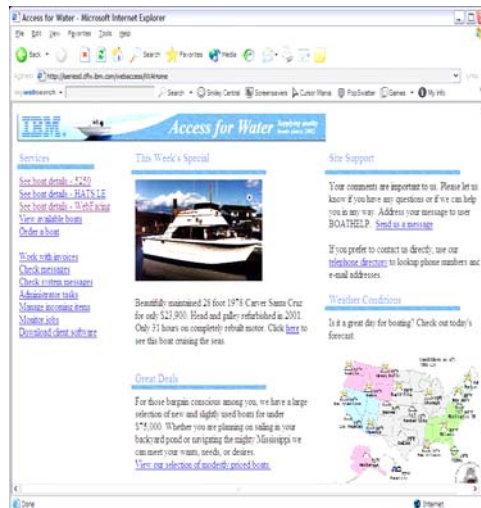 Access for Water - Microsoft Internet Explorer
File Edit View Favorites Tools Help
Back Search Favorites Media
Address
Search Smiley Central Screensavers Cursor Mania PopSwatter Games My Info
IBM. Access for Water Supplying quality
boats since 2002
Services
See boat details - 5250
See boat details - HATS LE
See boat details - WebFacing
View available boats
Order a boat
Work with invoices
Check messages
Check system messages
Administrator tasks
Manage incoming items
Monitor jobs
Download client software
This Week's Special
Beautifully maintained 28 foot 1978 Carver Santa Cruz
for only $23,900. Head and galley refurbished in 2001.
Only 31 hours on completely rebuilt motor. Click here to
see this boat cruising the seas.
Great Deals
For those bargain conscious among you, we have a large
selection of new and slightly used boats for under
$75,000. Whether you are planning on sailing in your
backyard pond or navigating the mighty Mississippi we
can meet your wants, needs, or desires.
View our selection of modestly priced boats.
Site Support
Your comments are important to us. Please let us
know if you have any questions or if we can help
you in any way. Address your message to user
BOATHELP. Send us a message
If you prefer to contact us directly, use our
telephone directory to lookup phone numbers and
e-mail addresses.
Weather Conditions
Is it a great day for boating? Check out today's
forecast.
Done Internet